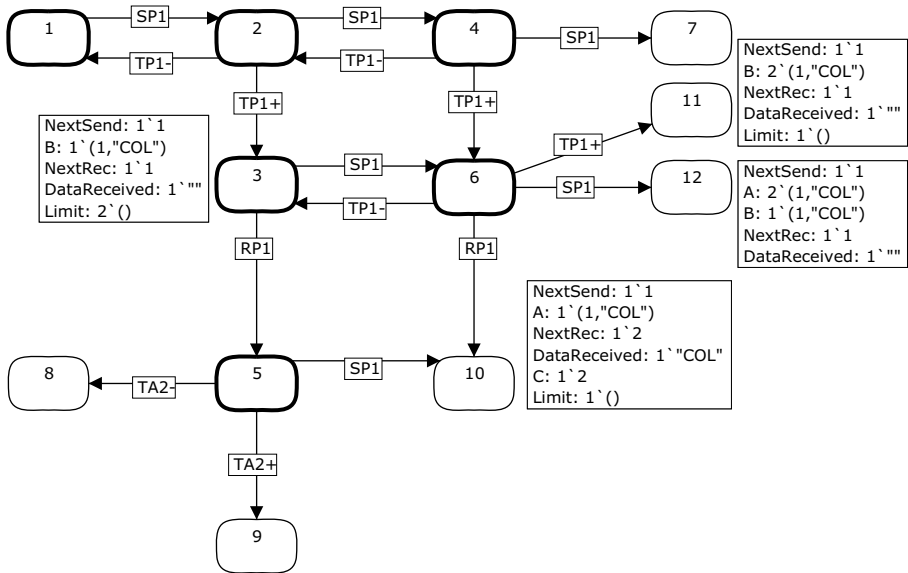 1
SP1
2
SP1
4
SP1
7
TP1-
TP1-
NextSend: 1`1
B: 2`(1,"COL")
NextRec: 1`1
DataReceived: 1`""
Limit: 1`()
TP1+
TP1+
11
TP1+
NextSend: 1`1
B: 1`(1,"COL")
NextRec: 1`1
DataReceived: 1`""
Limit: 2`()
3
SP1
6
SP1
12
TP1-
NextSend: 1`1
A: 2`(1,"COL")
B: 1`(1,"COL")
NextRec: 1`1
DataReceived: 1`""
RP1
RP1
NextSend: 1`1
A: 1`(1,"COL")
NextRec: 1`2
DataReceived: 1`"COL"
C: 1`2
Limit: 1`()
8
TA2-
5
SP1
10
TA2+
9